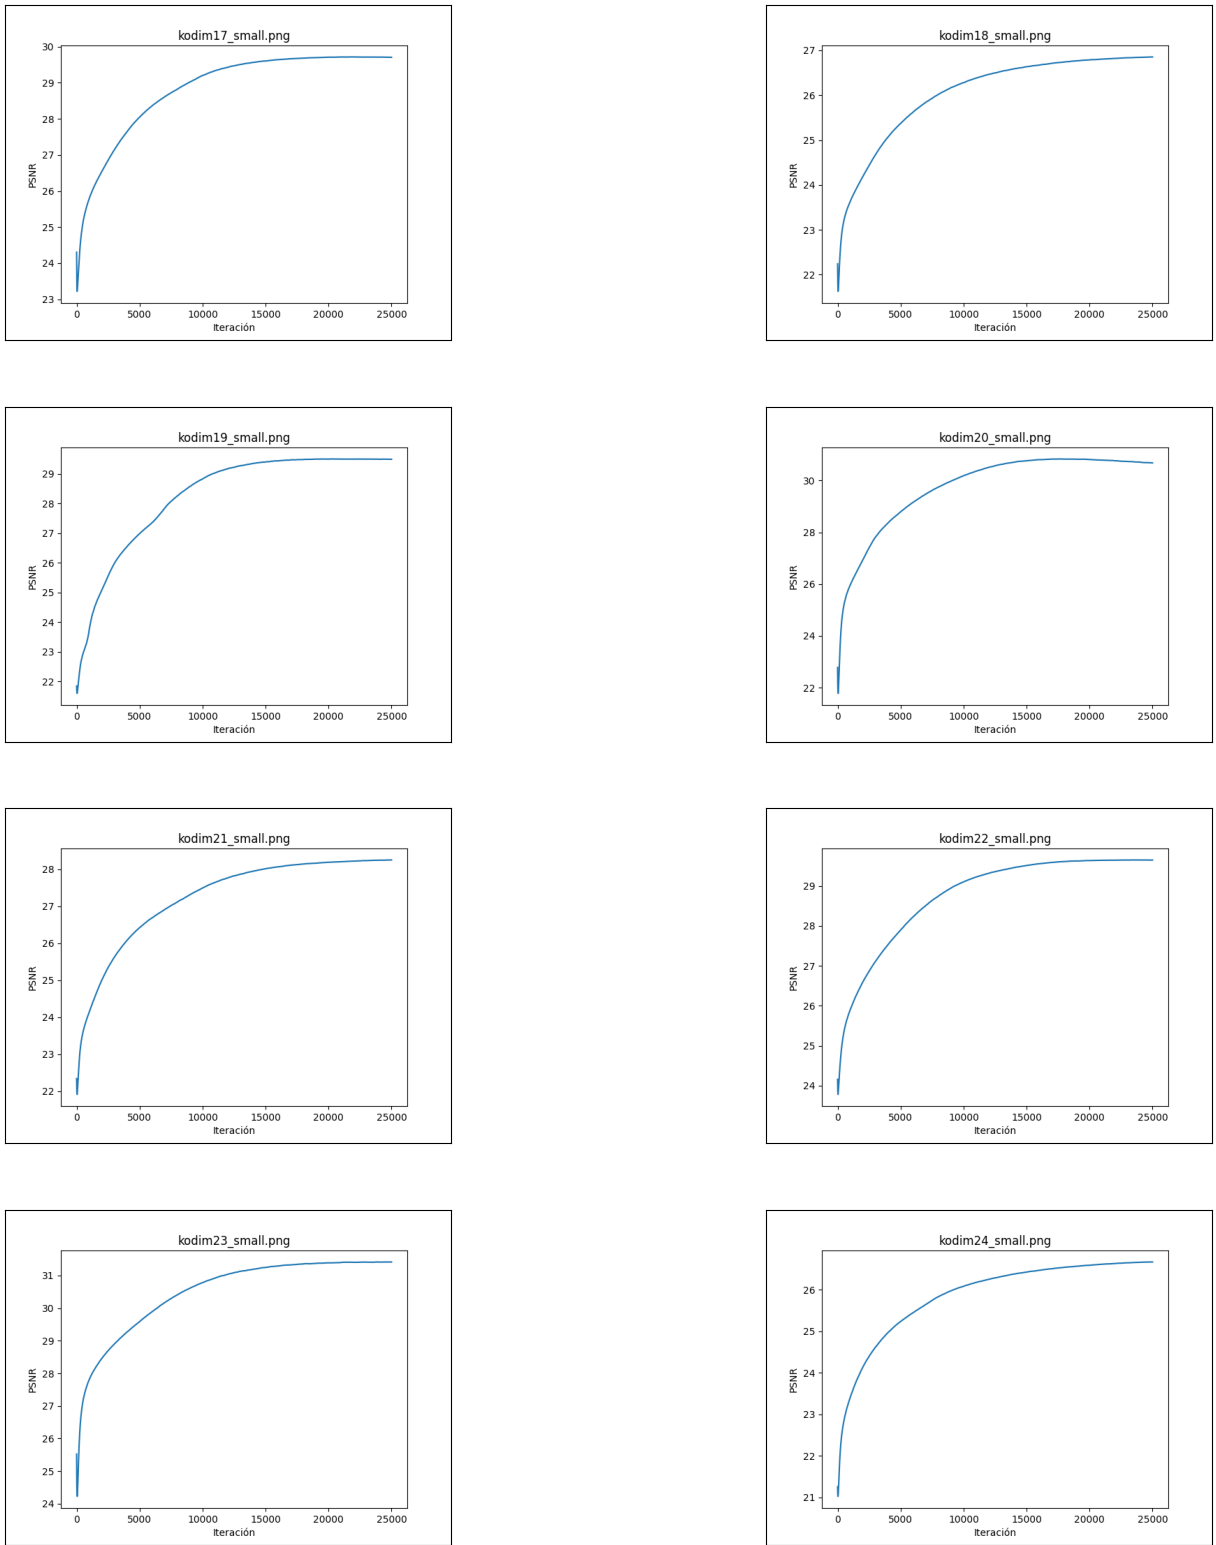 kodim17_small.png
30
29
28
27
26
25
24
23
PSNR
0 5000 10000 15000 20000 25000
Iteración
kodim18_small.png
27
26
25
24
23
22
PSNR
0 5000 10000 15000 20000 25000
Iteración
kodim19_small.png
29
28
27
26
25
24
23
22
PSNR
0 5000 10000 15000 20000 25000
Iteración
kodim20_small.png
30
28
26
24
22
PSNR
0 5000 10000 15000 20000 25000
Iteración
kodim21_small.png
28
27
26
25
24
23
22
PSNR
0 5000 10000 15000 20000 25000
Iteración
kodim22_small.png
29
28
27
26
25
24
PSNR
0 5000 10000 15000 20000 25000
Iteración
kodim23_small.png
31
30
29
28
27
26
25
24
PSNR
0 5000 10000 15000 20000 25000
Iteración
kodim24_small.png
26
25
24
23
22
21
PSNR
0 5000 10000 15000 20000 25000
Iteración